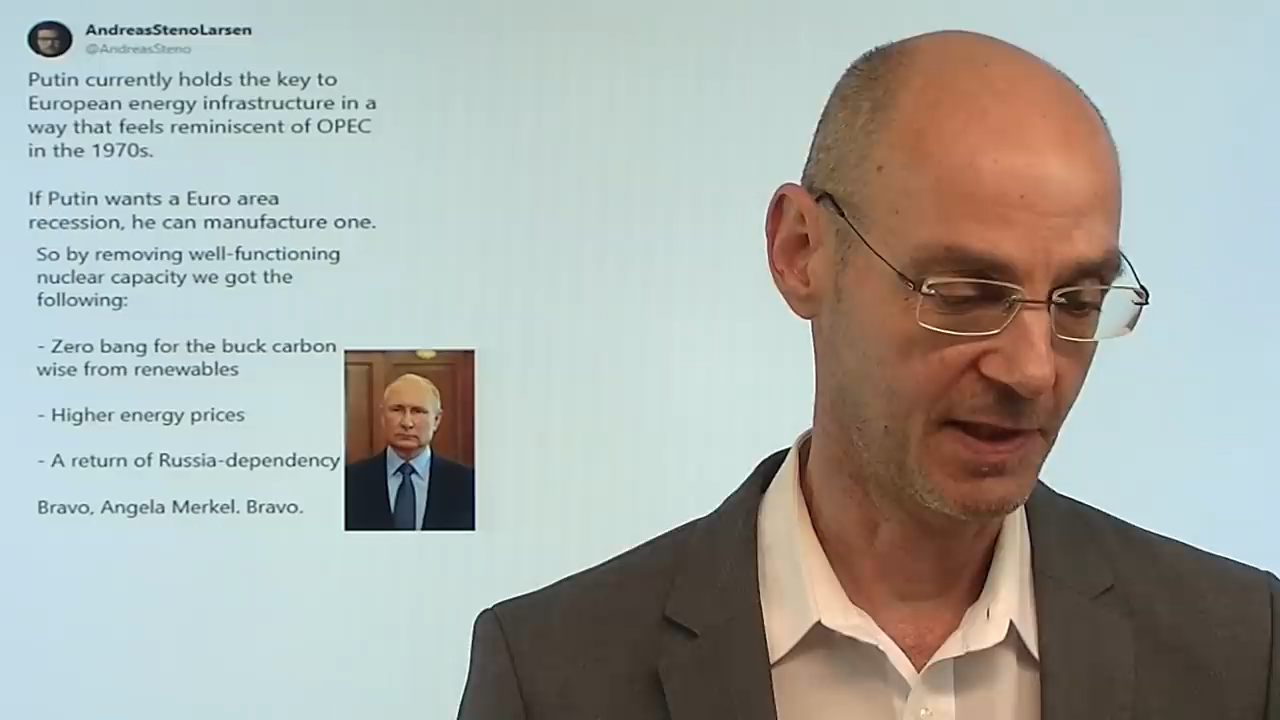 AndreasStenoLarsen
@AndreasSteno
Putin currently holds the key to
European energy infrastructure in a
way that feels reminiscent of OPEC
in the 1970s.
If Putin wants a Euro area
recession, he can manufacture one.
So by removing well-functioning
nuclear capacity we got the
following:
- Zero bang for the buck carbon
wise from renewables
- Higher energy prices
- A return of Russia-dependency
Bravo, Angela Merkel. Bravo.